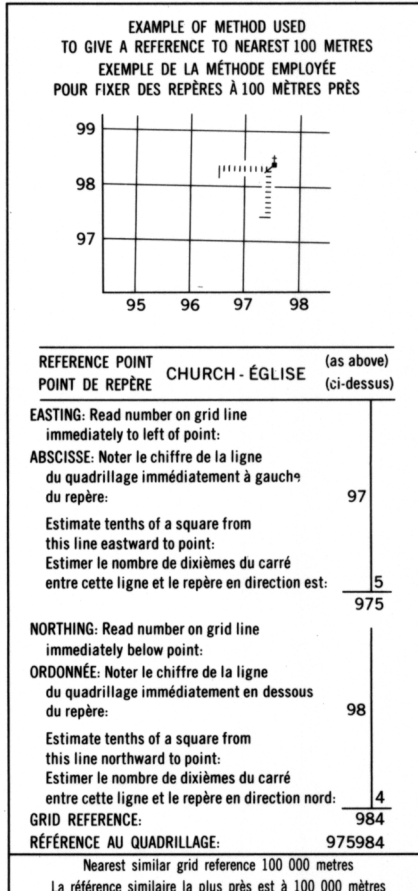 EXAMPLE OF METHOD USED
TO GIVE A REFERENCE TO NEAREST 100 METRES
EXEMPLE DE LA MÉTHODE EMPLOYÉE
POUR FIXER DES REPÈRES À 100 MÈTRES PRÈS
99
98
97
95 96 97 98
REFERENCE POINT CHURCH - ÉGLISE (as above)
POINT DE REPÈRE (ci-dessus)
EASTING: Read number on grid line
immediately to left of point:
ABSCISSE: Noter le chiffre de la ligne
du quadrillage immédiatement à gauche
du repère: 97
Estimate tenths of a square from
this line eastward to point:
Estimer le nombre de dixièmes du carré
entre cette ligne et le repère en direction est: 5
975
NORTHING: Read number on grid line
immediately below point:
ORDONNÉE: Noter le chiffre de la ligne
du quadrillage immédiatement en dessous
du repère: 98
Estimate tenths of a square from
this line northward to point:
Estimer le nombre de dixièmes du carré
entre cette ligne et le repère en direction nord: 4
GRID REFERENCE: 984
RÉFÉRENCE AU QUADRILLAGE: 975984
Nearest similar grid reference 100 000 metres
La référence similaire la plus près est à 100 000 mètres